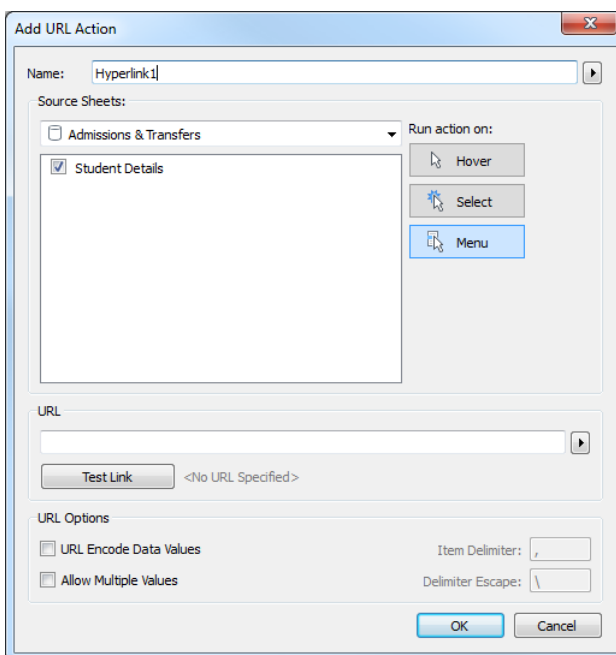 Add URL Action
Name: Hyperlink1
Source Sheets:
Admissions & Transfers
Run action on:
Student Details
Hover
Select
Menu
URL
Test Link <No URL Specified>
URL Options
URL Encode Data Values
Item Delimiter: ,
Allow Multiple Values
Delimiter Escape: \
OK Cancel